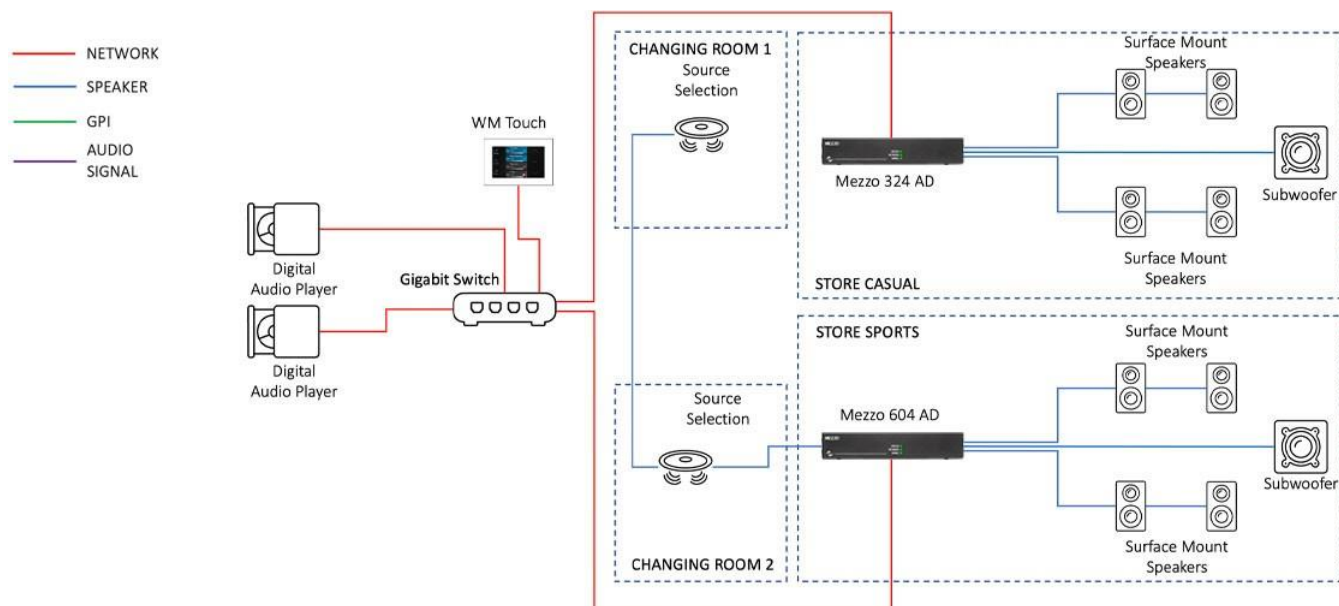 NETWORK
SPEAKER
GPI
AUDIO
SIGNAL
WM Touch
Digital
Audio Player
Gigabit Switch
Digital
Audio Player
CHANGING ROOM 1
Source
Selection
Source
Selection
CHANGING ROOM 2
Surface Mount
Speakers
Mezzo 324 AD
Subwoofer
Surface Mount
Speakers
STORE CASUAL
STORE SPORTS
Surface Mount
Speakers
Mezzo 604 AD
Subwoofer
Surface Mount
Speakers